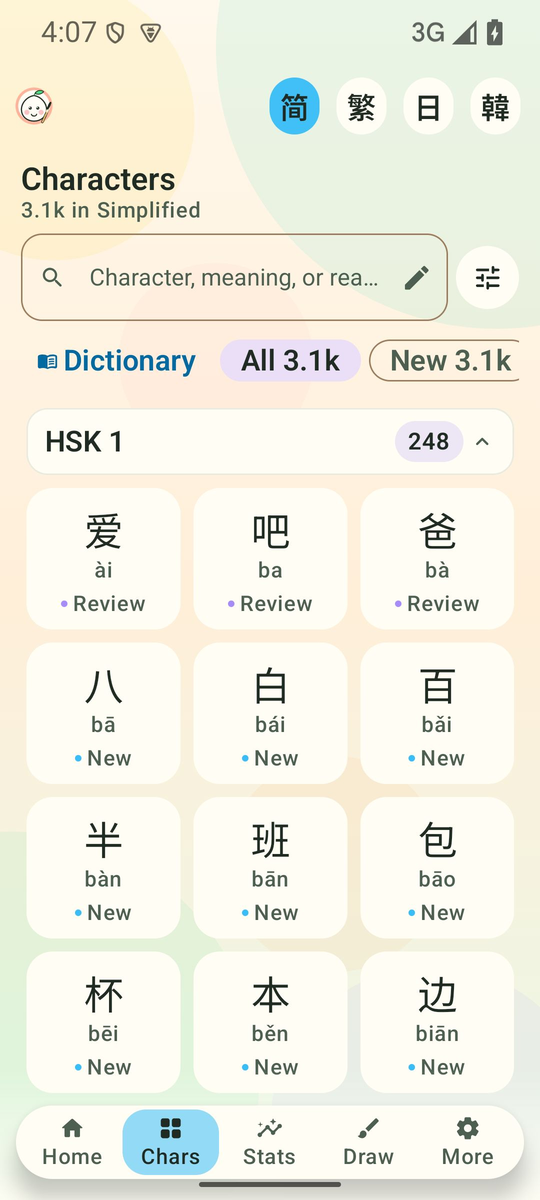 4:07
3G
简 繁 日 韓
Characters
3.1k in Simplified
Character, meaning, or rea...
Dictionary
All 3.1k
New 3.1k
HSK 1
248
爱 吧 爸
ài ba bà
Review Review Review
八 白 百
bā bái bǎi
New New New
半 班 包
bàn bān bāo
New New New
杯 本 边
bēi běn biān
New New New
Home Chars Stats Draw More